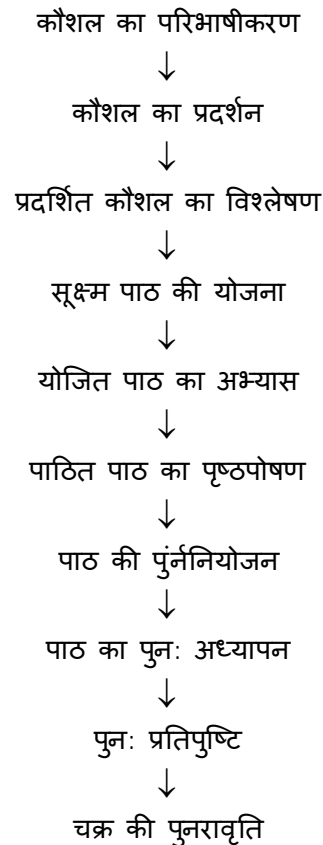 कौशल का परिभाषीकरण
↓
कौशल का प्रदर्शन
↓
प्रदर्शित कौशल का विश्लेषण
↓
सूक्ष्म पाठ की योजना
↓
योजित पाठ का अभ्यास
↓
पाठित पाठ का पृष्ठपोषण
↓
पाठ की पुंर्ननियोजन
↓
पाठ का पुन: अध्यापन
↓
पुन: प्रतिपुष्टि
↓
चक्र की पुनरावृति